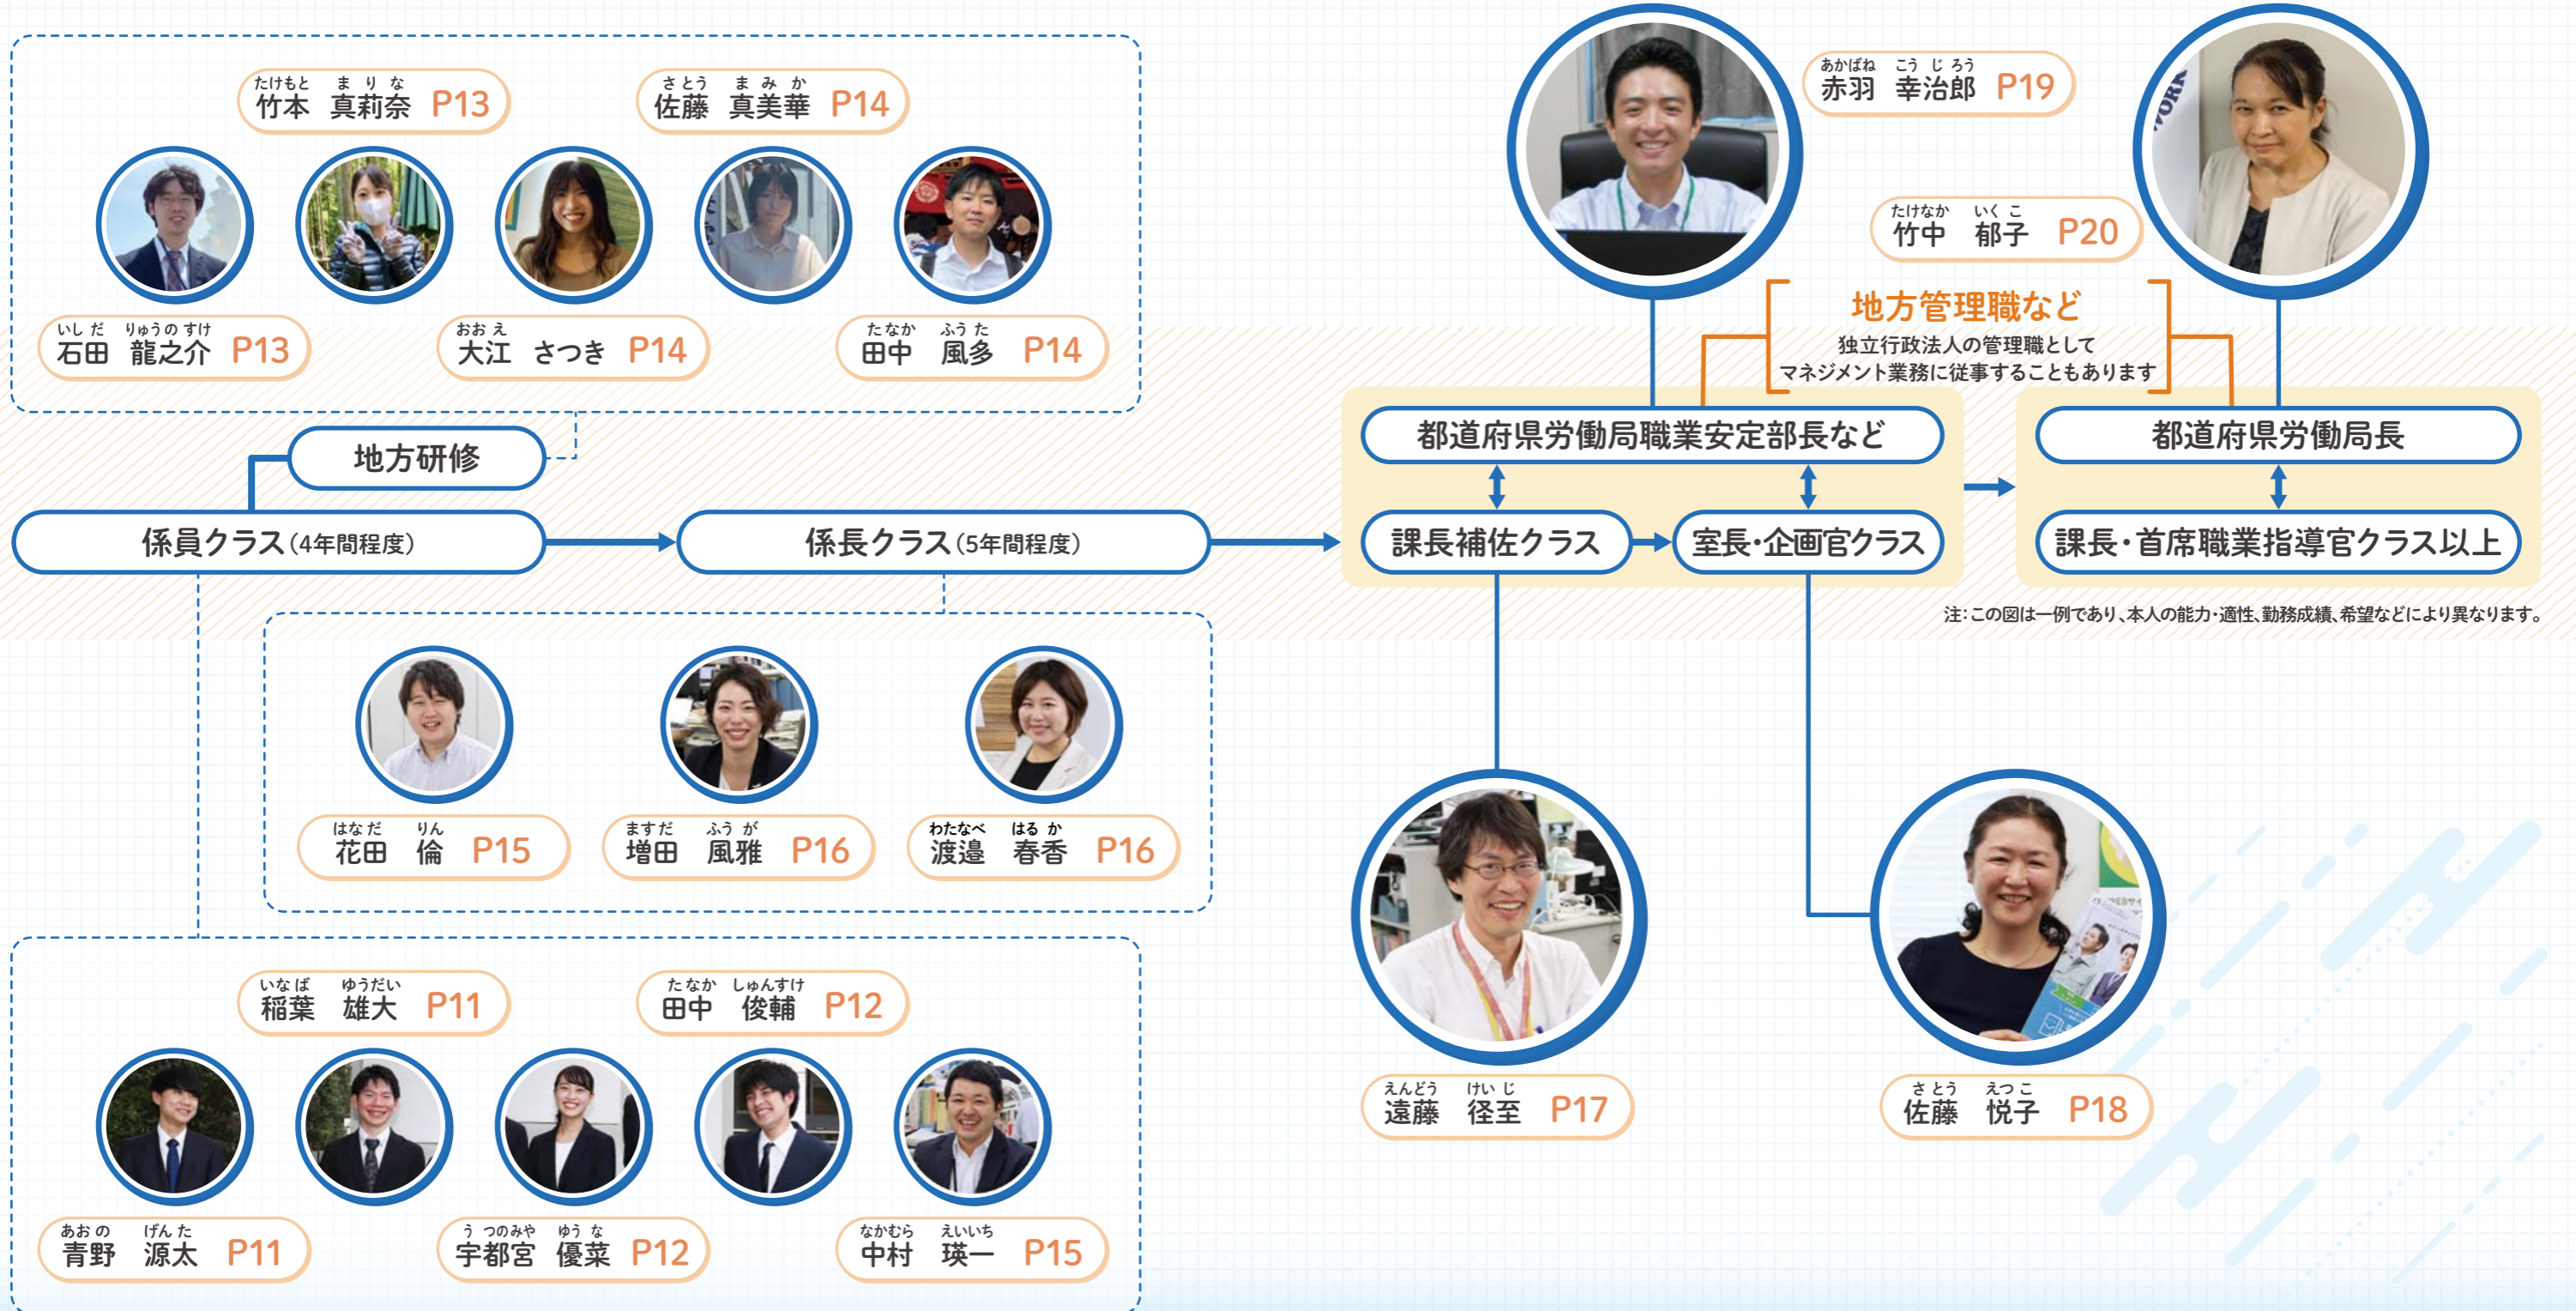 たけもと　まりな
竹本　真莉奈　P13
さとう　まみか
佐藤　真美華　P14
いしだ　りゅうのすけ
石田　龍之介　P13
おおえ
大江　さつき　P14
たなか　ふうた
田中　風多　P14
あかばね　こうじろう
赤羽　幸治郎　P19
WORK
たけなか　いくこ
竹中　郁子　P20
地方管理職など
独立行政法人の管理職として
マネジメント業務に従事することもあります
地方研修
係員クラス（4年間程度）
係長クラス（5年間程度）
都道府県労働局職業安定部長など
課長補佐クラス
室長・企画官クラス
都道府県労働局長
課長・首席職業指導官クラス以上
注：この図は一例であり、本人の能力・適性、勤務成績、希望などにより異なります。
はなだ　りん
花田　倫　P15
ますだ　ふうが
増田　風雅　P16
わたなべ　はるか
渡邉　春香　P16
いなば　ゆうだい
稲葉　雄大　P11
たなか　しゅんすけ
田中　俊輔　P12
あおの　げんた
青野　源太　P11
うつのみや　ゆうな
宇都宮　優菜　P12
なかむら　えいいち
中村　瑛一　P15
えんどう　けいじ
遠藤　径至　P17
さとう　えつこ
佐藤　悦子　P18